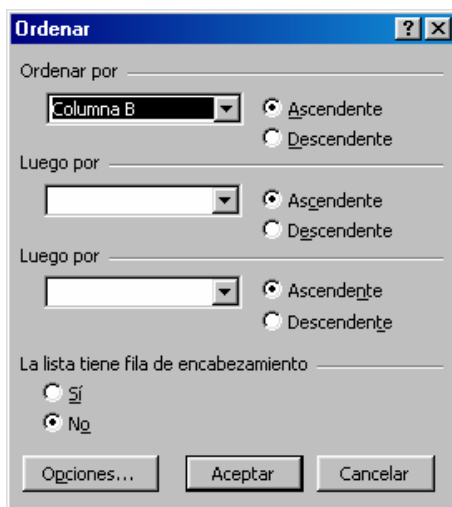 Ordenar
Ordenar por
Columna B
Ascendente
Descendente
Luego por
Ascendente
Descendente
Luego por
Ascendente
Descendente
La lista tiene fila de encabezamiento
Sí
No
Opciones... Aceptar Cancelar